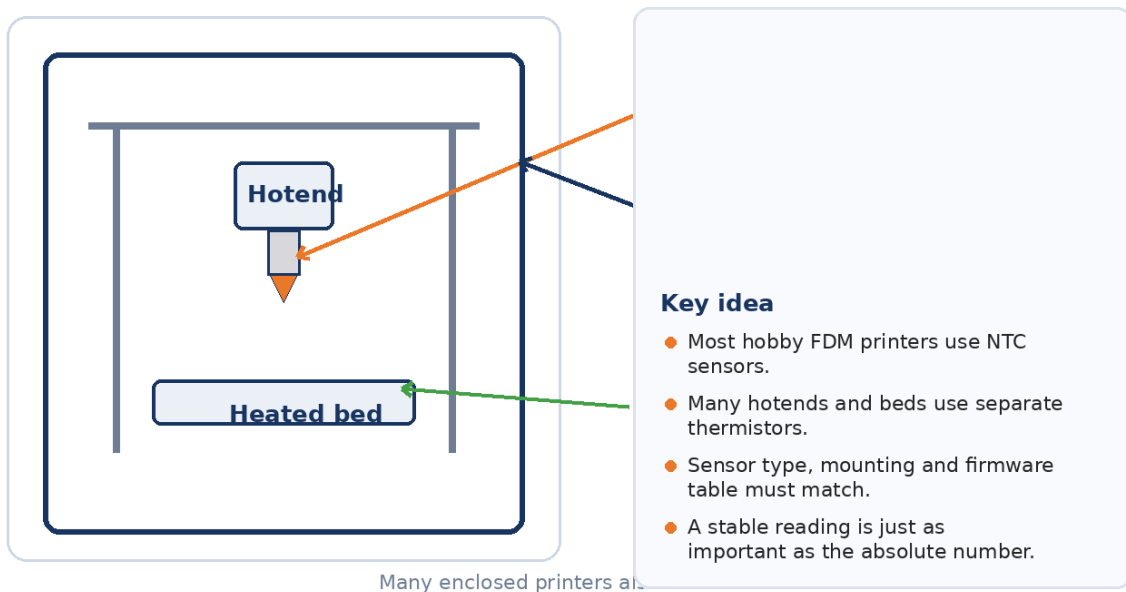 Hotend
Heated bed
Key idea
Most hobby FDM printers use NTC
sensors.
Many hotends and beds use separate
thermistors.
Sensor type, mounting and firmware
table must match.
A stable reading is just as
important as the absolute number.
Many enclosed printers